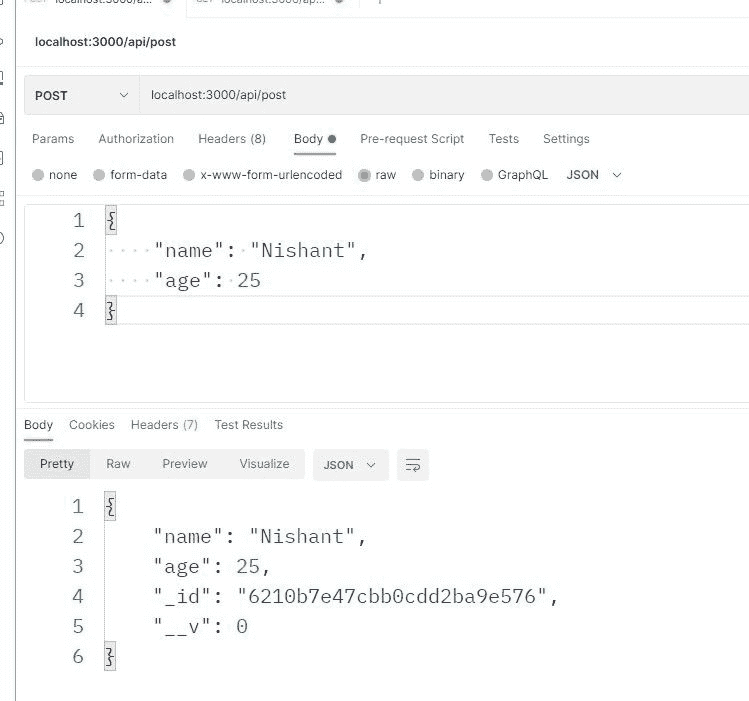 localhost:3000/a...
localhost:3000/ap...
localhost:3000/api/post
POST
localhost:3000/api/post
Params Authorization Headers (8) Body Pre-request Script Tests Settings
none form-data x-www-form-urlencoded raw binary GraphQL JSON
1 {
2 "name": "Nishant",
3 "age": 25
4 }
Body Cookies Headers (7) Test Results
Pretty Raw Preview Visualize JSON
1 {
2 "name": "Nishant",
3 "age": 25,
4 "_id": "6210b7e47cbb0cdd2ba9e576",
5 "__v": 0
6 }